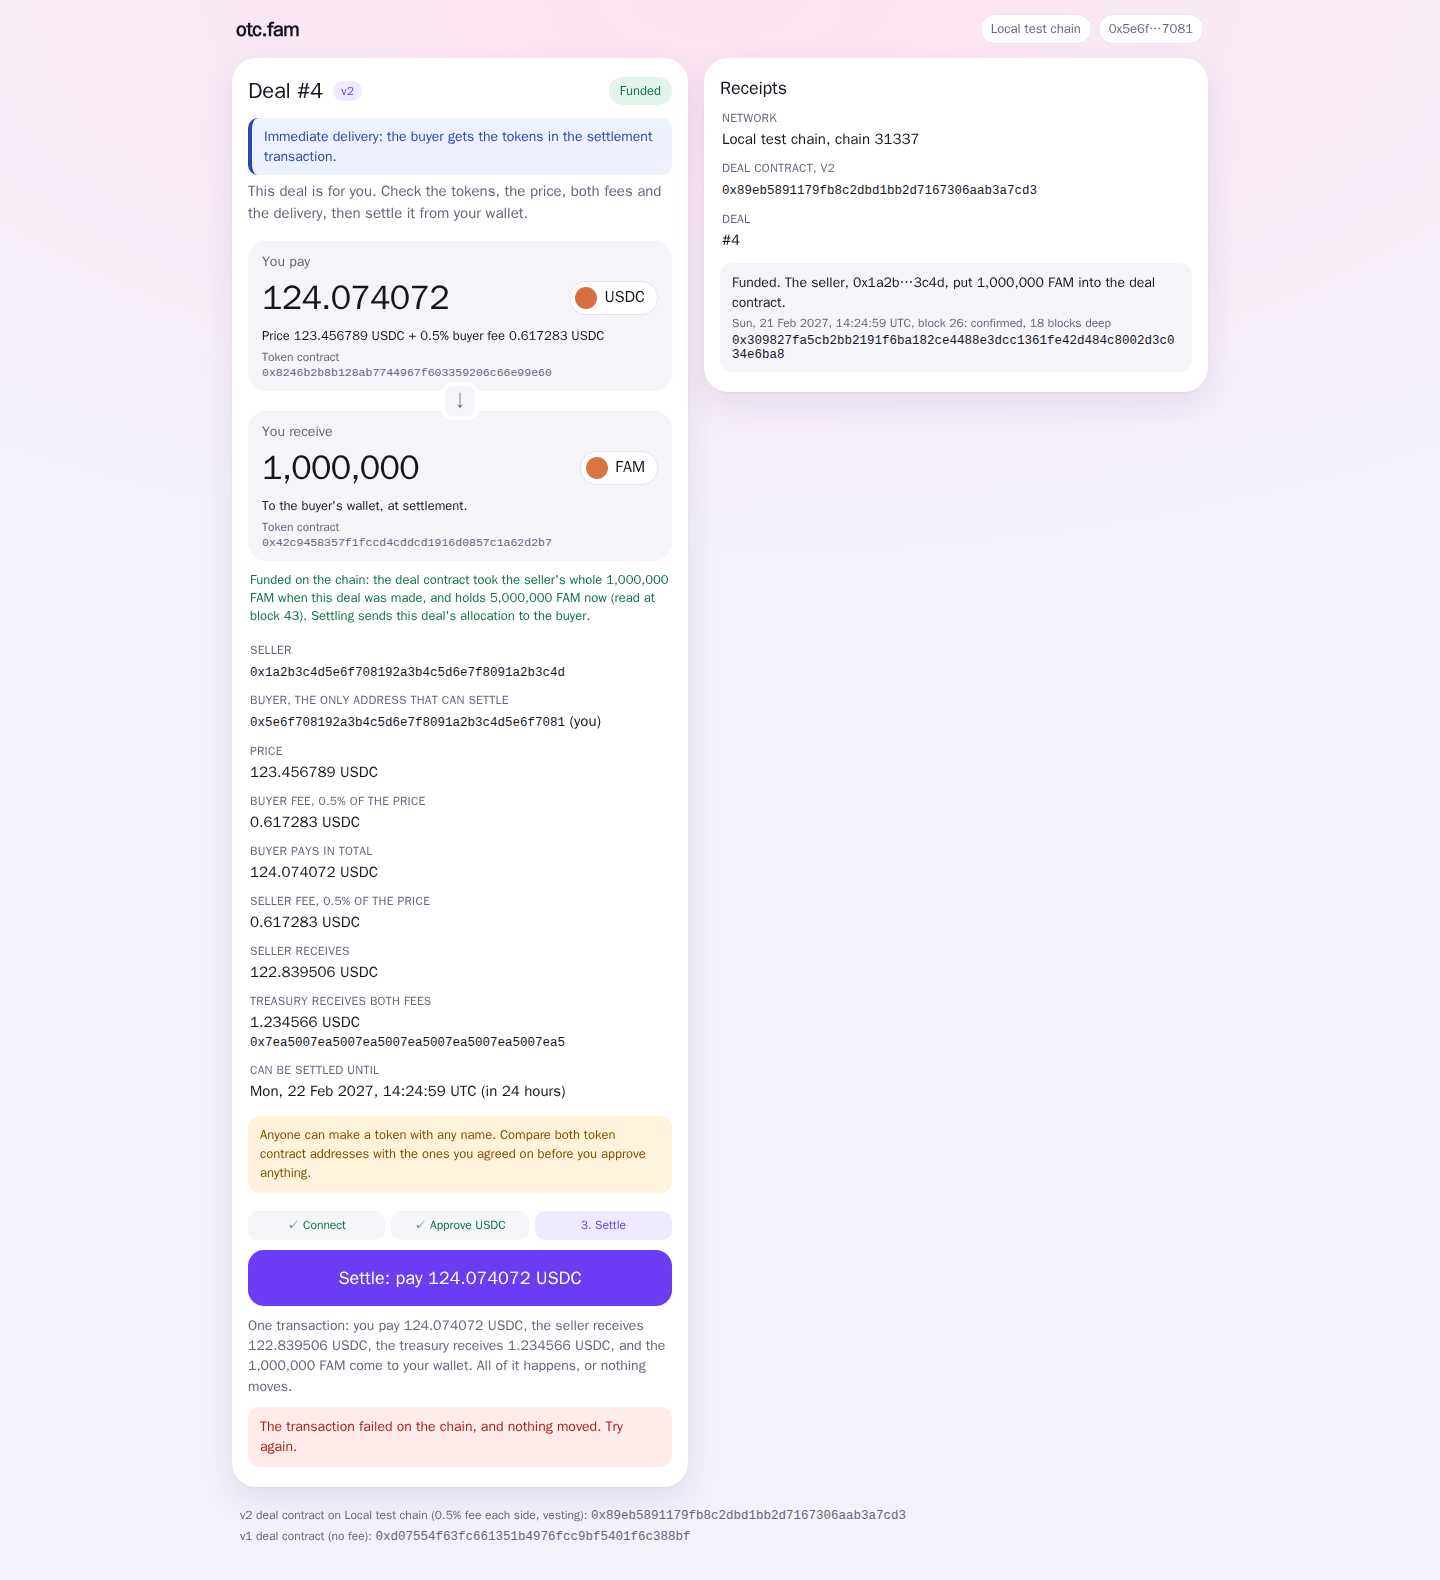 otc.fam
Local test chain
0x5e6f···7081
Deal #4
v2
Funded
Immediate delivery: the buyer gets the tokens in the settlement
transaction.
This deal is for you. Check the tokens, the price, both fees and
the delivery, then settle it from your wallet.
You pay
124.074072
USDC
Price 123.456789 USDC + 0.5% buyer fee 0.617283 USDC
Token contract
0x8246b2b8b128ab7744967f603359206c66e99e60
↓
You receive
1,000,000
FAM
To the buyer's wallet, at settlement.
Token contract
0x42c9458357f1fccd4cddcd1916d0857c1a62d2b7
Funded on the chain: the deal contract took the seller's whole 1,000,000
FAM when this deal was made, and holds 5,000,000 FAM now (read at
block 43). Settling sends this deal's allocation to the buyer.
SELLER
0x1a2b3c4d5e6f708192a3b4c5d6e7f8091a2b3c4d
BUYER, THE ONLY ADDRESS THAT CAN SETTLE
0x5e6f708192a3b4c5d6e7f8091a2b3c4d5e6f7081 (you)
PRICE
123.456789 USDC
BUYER FEE, 0.5% OF THE PRICE
0.617283 USDC
BUYER PAYS IN TOTAL
124.074072 USDC
SELLER FEE, 0.5% OF THE PRICE
0.617283 USDC
SELLER RECEIVES
122.839506 USDC
TREASURY RECEIVES BOTH FEES
1.234566 USDC
0x7ea5007ea5007ea5007ea5007ea5007ea5007ea5
CAN BE SETTLED UNTIL
Mon, 22 Feb 2027, 14:24:59 UTC (in 24 hours)
Anyone can make a token with any name. Compare both token
contract addresses with the ones you agreed on before you approve
anything.
✓ Connect
✓ Approve USDC
3. Settle
Settle: pay 124.074072 USDC
One transaction: you pay 124.074072 USDC, the seller receives
122.839506 USDC, the treasury receives 1.234566 USDC, and the
1,000,000 FAM come to your wallet. All of it happens, or nothing
moves.
The transaction failed on the chain, and nothing moved. Try
again.
Receipts
NETWORK
Local test chain, chain 31337
DEAL CONTRACT, V2
0x89eb5891179fb8c2dbd1bb2d7167306aab3a7cd3
DEAL
#4
Funded. The seller, 0x1a2b···3c4d, put 1,000,000 FAM into the deal
contract.
Sun, 21 Feb 2027, 14:24:59 UTC, block 26: confirmed, 18 blocks deep
0x309827fa5cb2bb2191f6ba182ce4488e3dcc1361fe42d484c8002d3c0
34e6ba8
v2 deal contract on Local test chain (0.5% fee each side, vesting): 0x89eb5891179fb8c2dbd1bb2d7167306aab3a7cd3
v1 deal contract (no fee): 0xd07554f63fc661351b4976fcc9bf5401f6c388bf